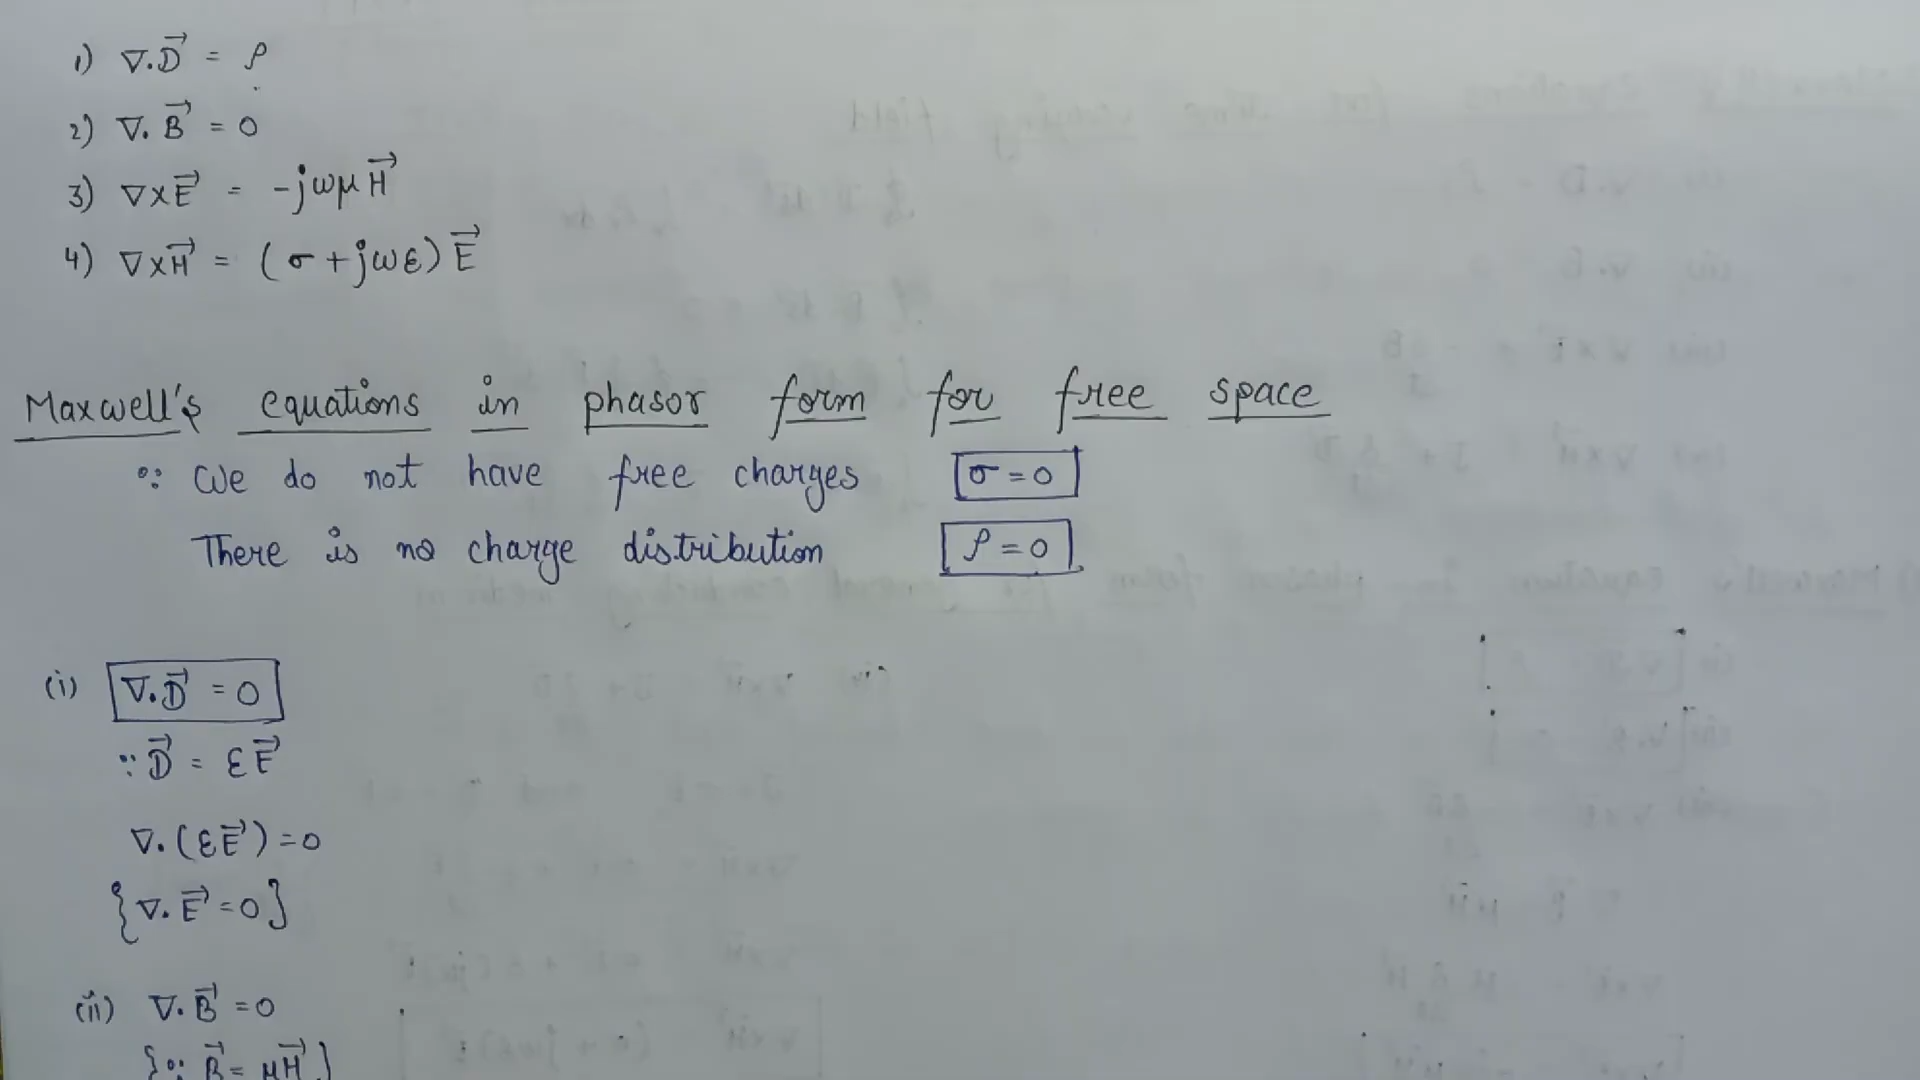 1) ∇.D⃗ = ρ
2) ∇. B⃗ = 0
3) ∇×E⃗ = -jωμH⃗
4) ∇×H⃗ = (σ+jωε)E⃗
Maxwell's equations in phasor form for free space
∵ We do not have free charges σ = 0
There is no charge distribution ρ = 0
(i) ∇.D⃗ = 0
∵ D⃗ = εE⃗
∇.(εE⃗) = 0
{∇.E⃗ = 0}
(ii) ∇.B⃗ = 0
{∵ B⃗ = μH⃗}